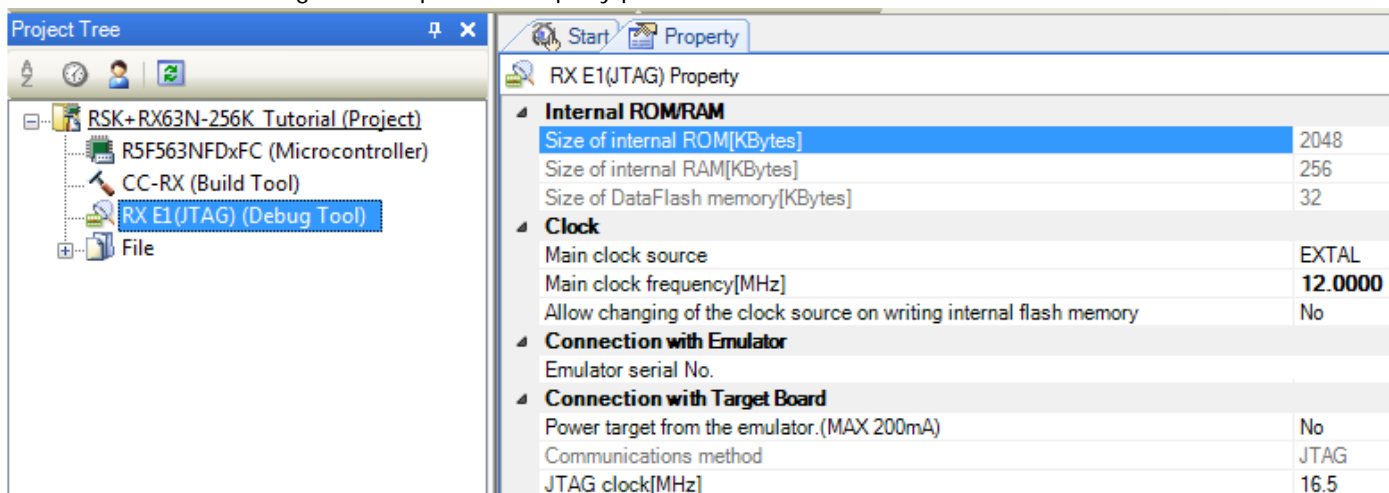 Project Tree
RSK+RX63N-256K_Tutorial (Project)
R5F563NFDxFC (Microcontroller)
CC-RX (Build Tool)
RX E1(JTAG) (Debug Tool)
File
Start Property
RX E1(JTAG) Property
Internal ROM/RAM
Size of internal ROM[KBytes] 2048
Size of internal RAM[KBytes] 256
Size of DataFlash memory[KBytes] 32
Clock
Main clock source EXTAL
Main clock frequency[MHz] 12.0000
Allow changing of the clock source on writing internal flash memory No
Connection with Emulator
Emulator serial No.
Connection with Target Board
Power target from the emulator.(MAX 200mA) No
Communications method JTAG
JTAG clock[MHz] 16.5